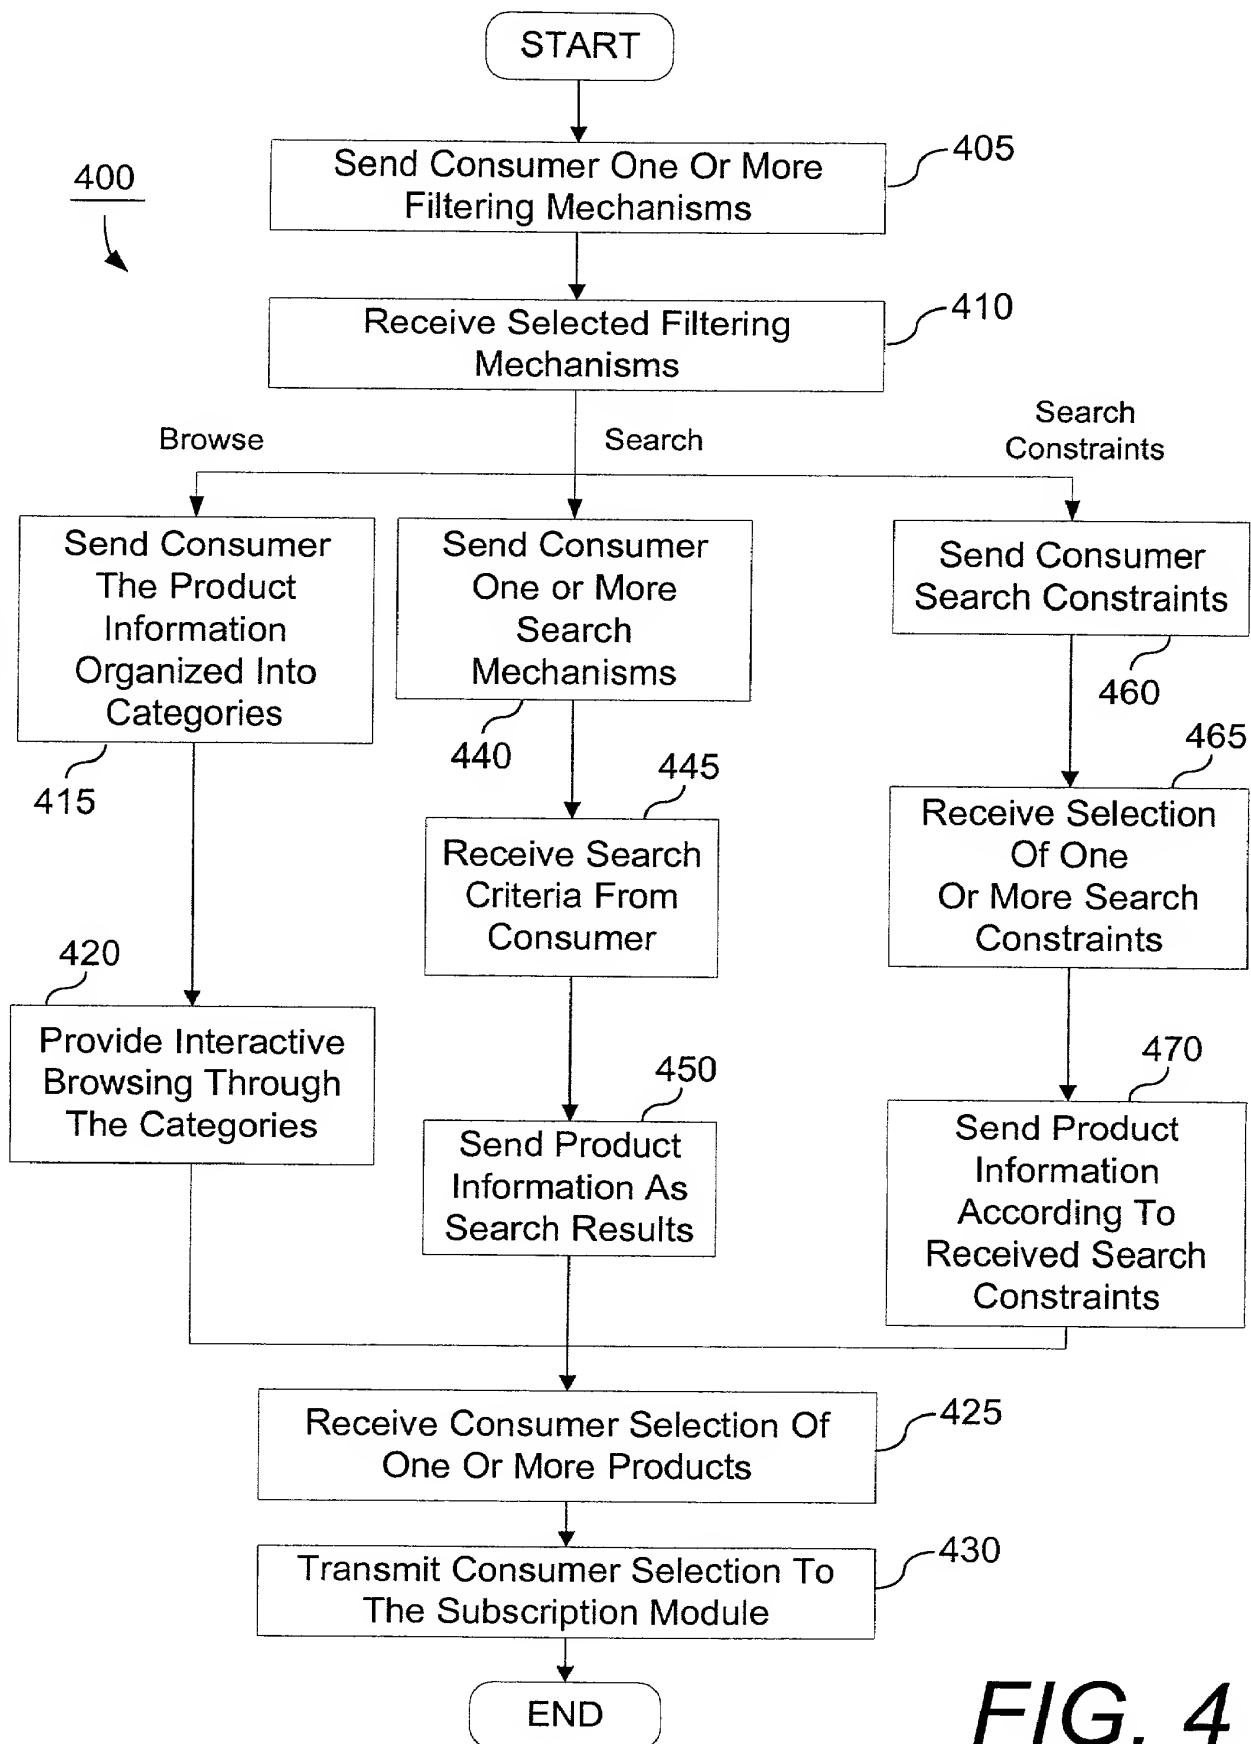 START
400
Send Consumer One Or More
Filtering Mechanisms
405
Receive Selected Filtering
Mechanisms
410
Browse
Search
Search
Constraints
Send Consumer
The Product
Information
Organized Into
Categories
415
Send Consumer
One or More
Search
Mechanisms
440
Send Consumer
Search Constraints
460
445
Receive Search
Criteria From
Consumer
465
Receive Selection
Of One
Or More Search
Constraints
420
Provide Interactive
Browsing Through
The Categories
450
Send Product
Information As
Search Results
470
Send Product
Information
According To
Received Search
Constraints
Receive Consumer Selection Of
One Or More Products
425
Transmit Consumer Selection To
The Subscription Module
430
END
FIG. 4